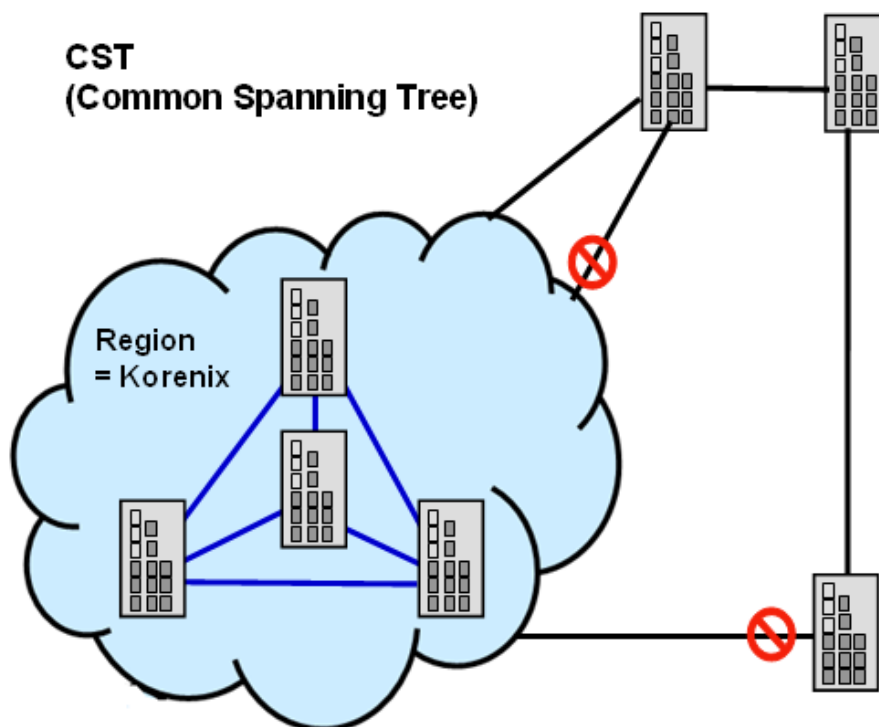 CST
(Common Spanning Tree)
Region
= Korenix